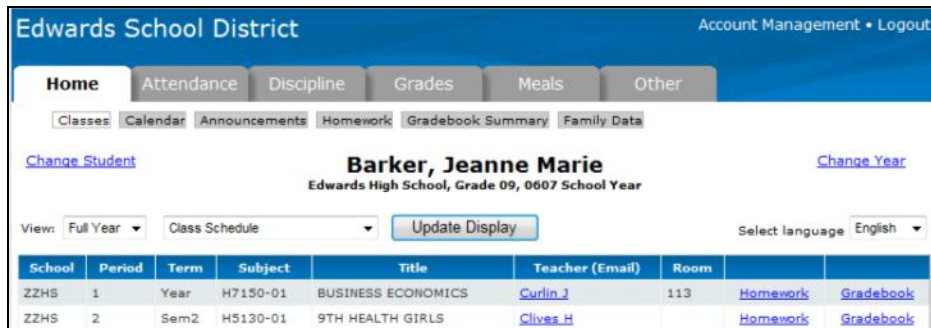 Edwards School District
Account Management • Logout
Home Attendance Discipline Grades Meals Other
Classes Calendar Announcements Homework Gradebook Summary Family Data
Change Student Barker, Jeanne Marie Change Year
Edwards High School, Grade 09, 0607 School Year
View: Full Year Class Schedule Update Display Select language English
School Period Term Subject Title Teacher (Email) Room
ZZHS 1 Year H7150-01 BUSINESS ECONOMICS Curlin J 113 Homework Gradebook
ZZHS 2 Sem2 H5130-01 9TH HEALTH GIRLS Clives H Homework Gradebook